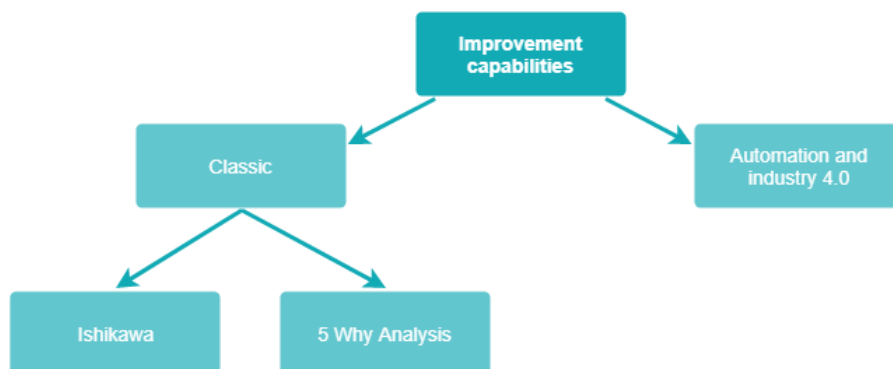 Improvement
capabilities
Classic
Automation and
industry 4.0
Ishikawa
5 Why Analysis